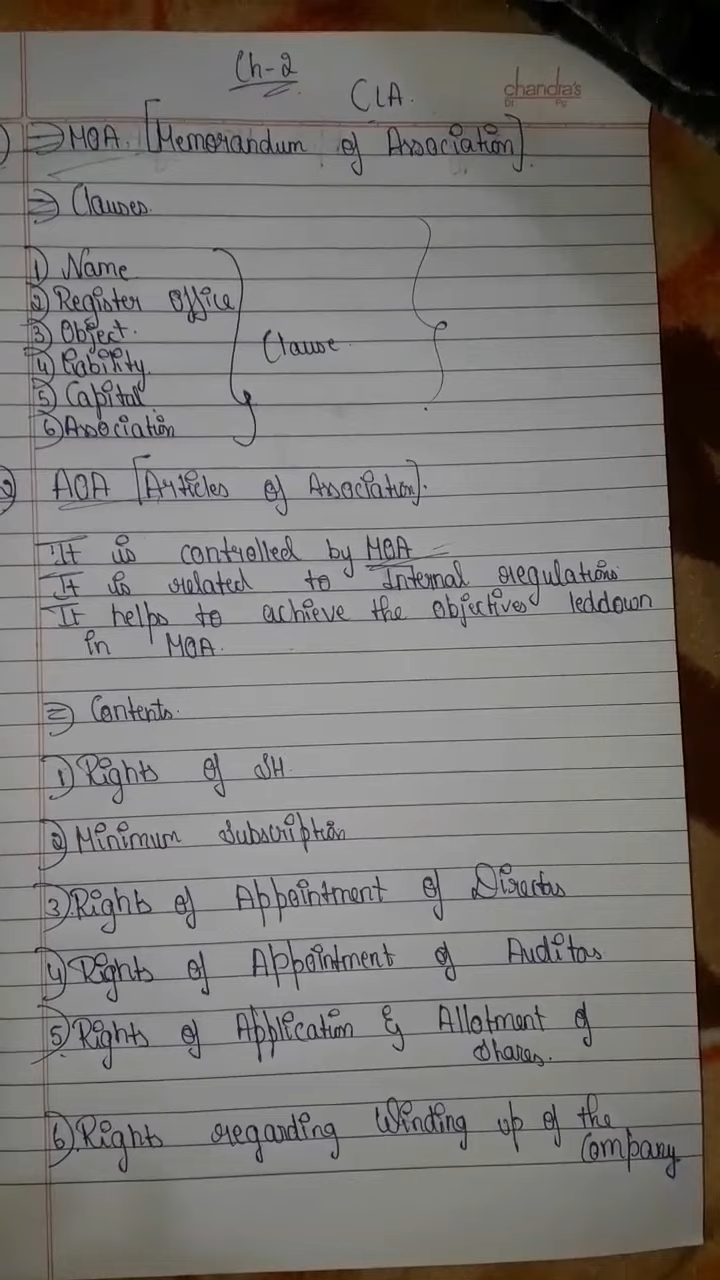 Ch-2
CLA.
chandra's
⇒ MOA. [Memorandum of Association]
⇒ Clauses.
1) Name
2) Register office
3) Object.
4) Liability.
Clause
5) Capital
6) Association
2) AOA [Articles of Association].
It is controlled by MOA
It is related to Internal regulations
It helps to achieve the objectives leddown
in MOA.
⇒ Contents.
1) Rights of SH.
2) Minimum Subscription
3) Rights of Appointment of Directors
4) Rights of Appointment of Auditors
5) Rights of Application & Allotment of
Shares.
6) Rights regarding Winding up of the
Company.